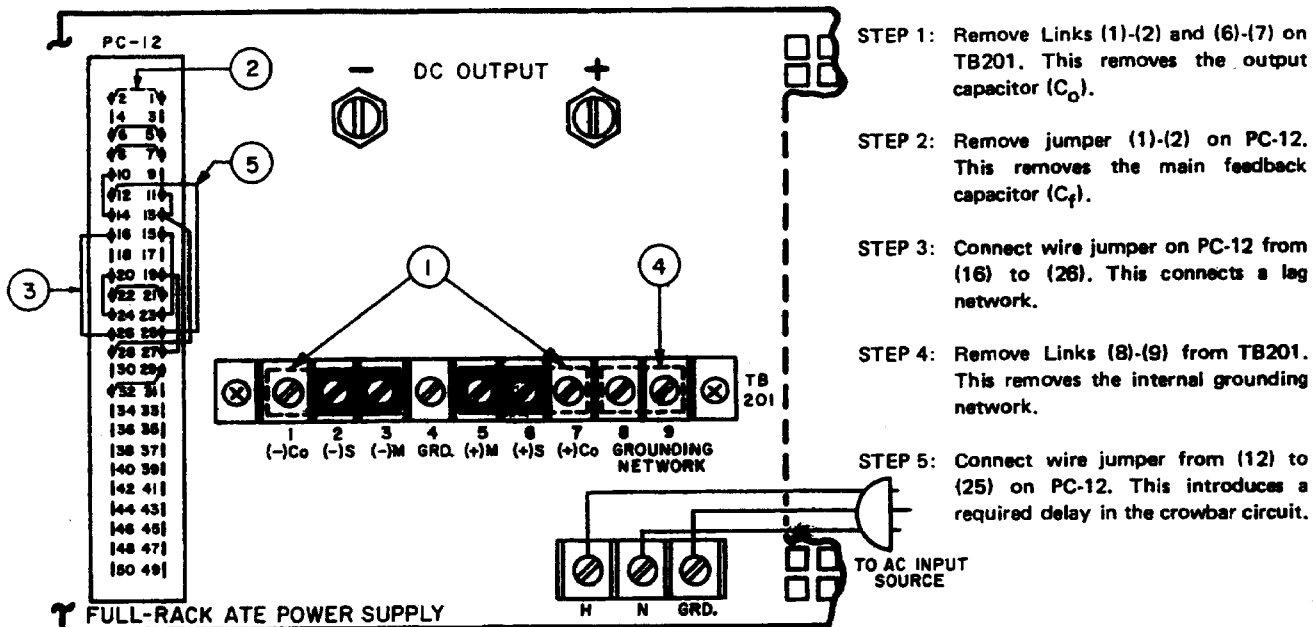 PC-12
2 1
4 3
6 5
8 7
10 9
12 11
14 13
16 15
18 17
20 19
22 21
24 23
26 25
28 27
30 29
32 31
34 33
36 35
38 37
40 39
42 41
44 43
46 45
48 47
50 49
2
5
3
- DC OUTPUT +
1
4
TB
201
1 2 3 4 5 6 7 8 9
(-)Co (-)S (-)M GRD. (+)M (+)S (+)Co GROUNDING
NETWORK
H N GRD.
TO AC INPUT
SOURCE
FULL-RACK ATE POWER SUPPLY
STEP 1: Remove Links (1)-(2) and (6)-(7) on
TB201. This removes the output
capacitor (Co).
STEP 2: Remove jumper (1)-(2) on PC-12.
This removes the main feedback
capacitor (Cf).
STEP 3: Connect wire jumper on PC-12 from
(16) to (26). This connects a lag
network.
STEP 4: Remove Links (8)-(9) from TB201.
This removes the internal grounding
network.
STEP 5: Connect wire jumper from (12) to
(25) on PC-12. This introduces a
required delay in the crowbar circuit.